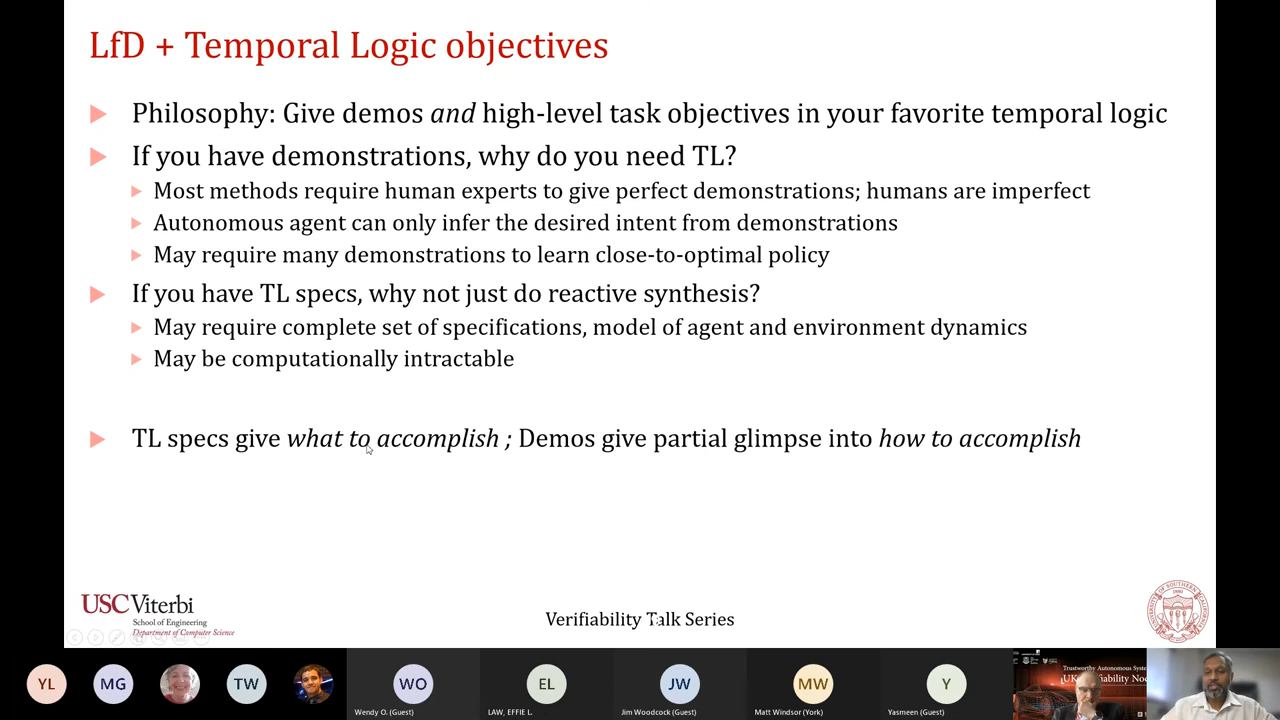 LfD + Temporal Logic objectives
Philosophy: Give demos and high-level task objectives in your favorite temporal logic
If you have demonstrations, why do you need TL?
Most methods require human experts to give perfect demonstrations; humans are imperfect
Autonomous agent can only infer the desired intent from demonstrations
May require many demonstrations to learn close-to-optimal policy
If you have TL specs, why not just do reactive synthesis?
May require complete set of specifications, model of agent and environment dynamics
May be computationally intractable
TL specs give what to accomplish ; Demos give partial glimpse into how to accomplish
USC Viterbi
School of Engineering
Department of Computer Science
Verifiability Talk Series
YL
MG
TW
WO
Wendy O. (Guest)
EL
LAW, EFFIE L.
JW
Jim Woodcock (Guest)
MW
Matt Windsor (York)
Y
Yasmeen (Guest)
Trustworthy Autonomous Syste